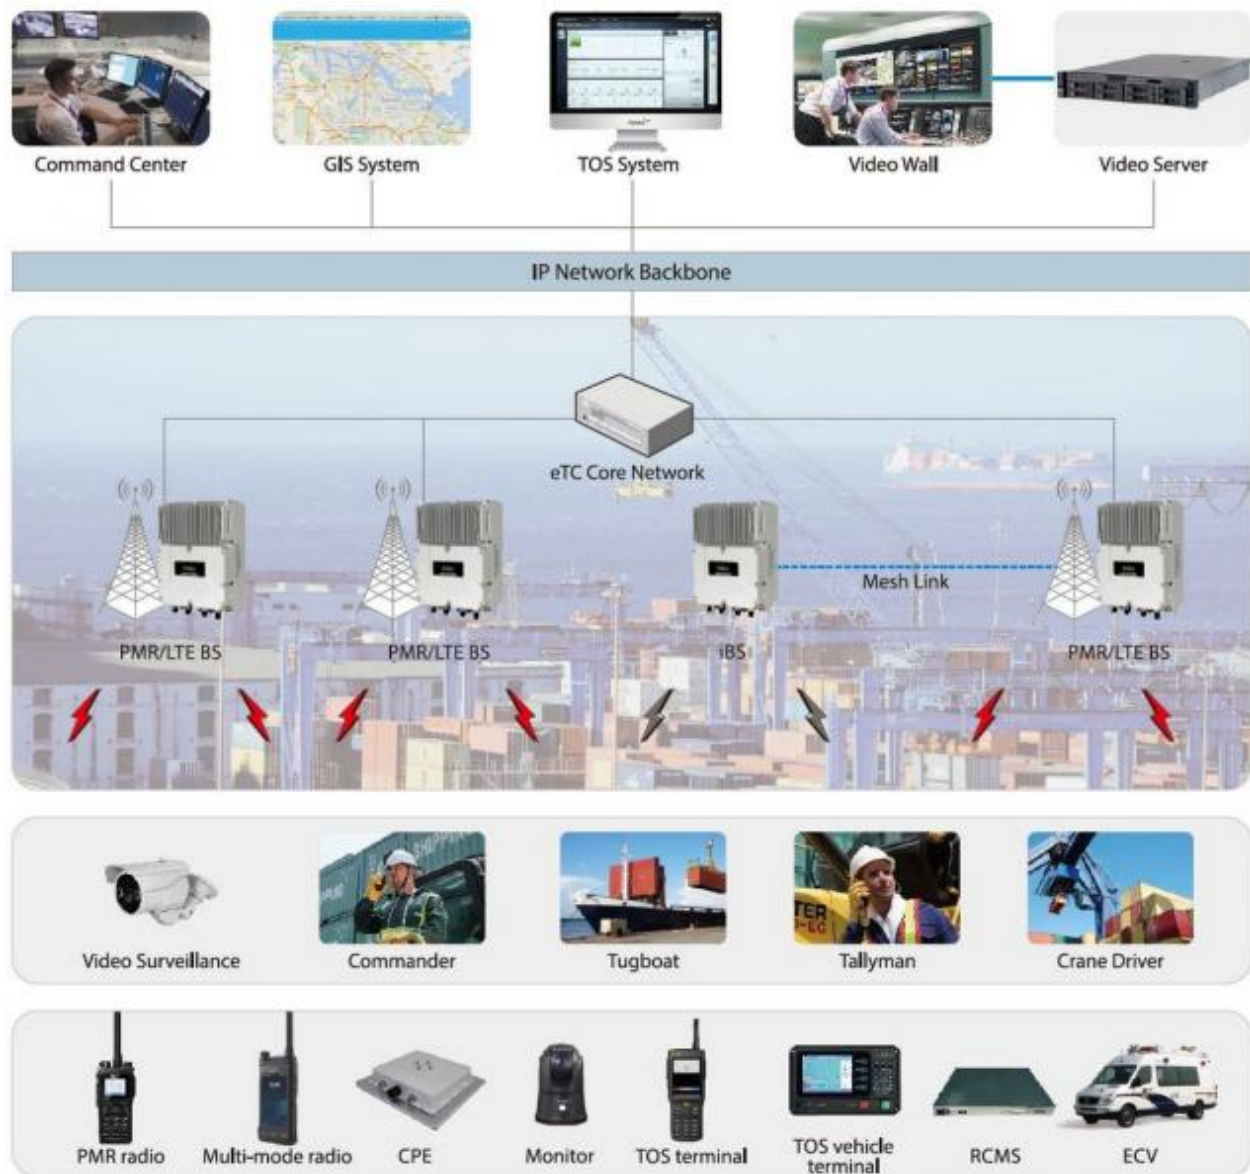 Command Center
GIS System
TOS System
Video Wall
Video Server
IP Network Backbone
eTC Core Network
Mesh Link
PMR/LTE BS
PMR/LTE BS
iBS
PMR/LTE BS
Video Surveillance
Commander
Tugboat
Tallyman
Crane Driver
PMR radio
Multi-mode radio
CPE
Monitor
TOS terminal
TOS vehicle
terminal
RCMS
ECV